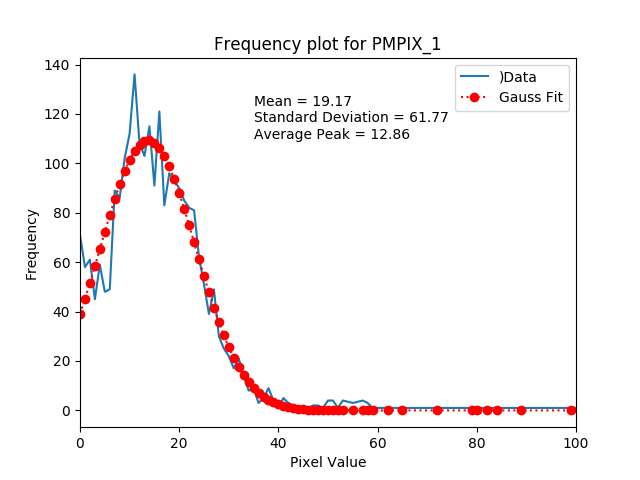 Frequency plot for PMPIX_1
)Data
Gauss Fit
Mean = 19.17
Standard Deviation = 61.77
Average Peak = 12.86
140
120
100
80
60
40
20
0
Frequency
0 20 40 60 80 100
Pixel Value